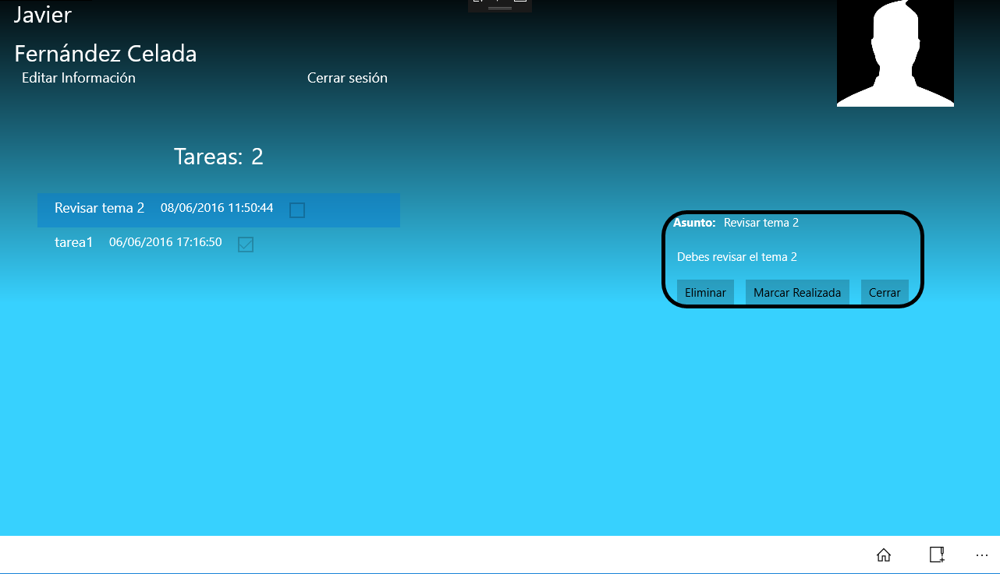 Javier
Fernández Celada
Editar Información
Cerrar sesión
Tareas: 2
Revisar tema 2 08/06/2016 11:50:44
tarea1 06/06/2016 17:16:50
Asunto: Revisar tema 2
Debes revisar el tema 2
Eliminar Marcar Realizada Cerrar